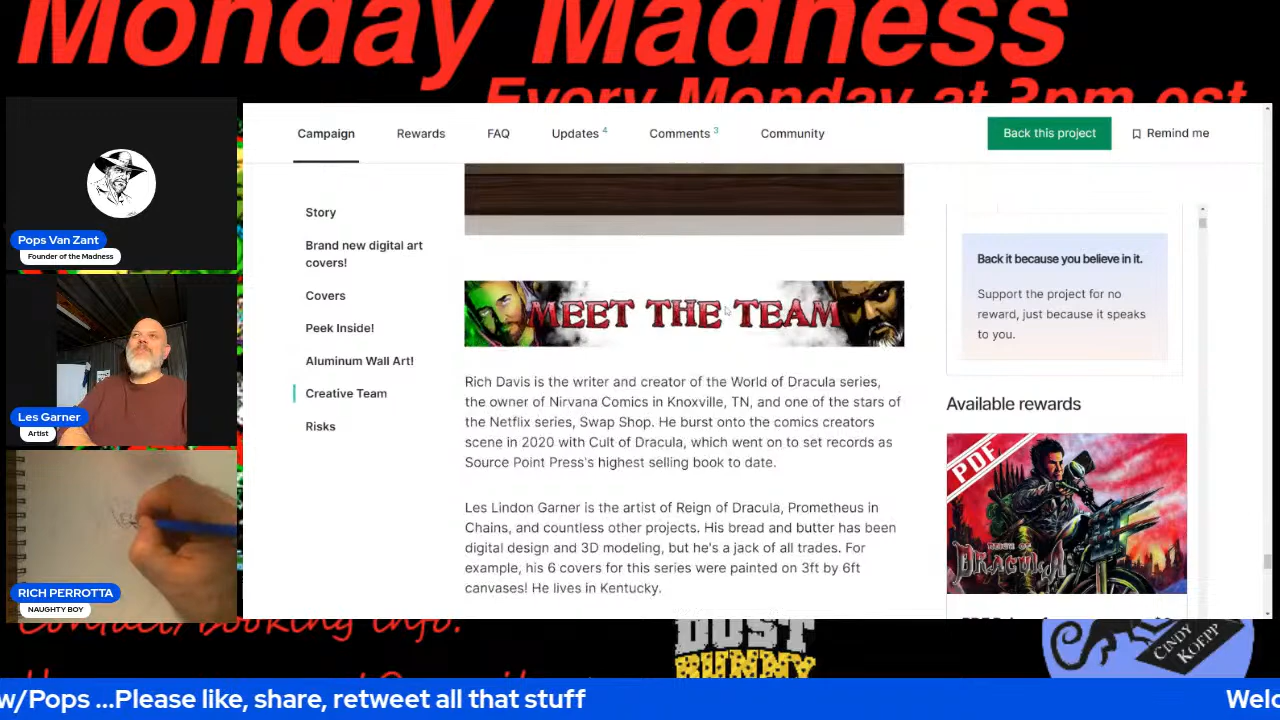 Monday Madness
Every Monday at 3pm est
Campaign Rewards FAQ Updates 4 Comments 3 Community Back this project Remind me
Pops Van Zant
Founder of the Madness
Les Garner
Artist
RICH PERROTTA
NAUGHTY BOY
Story
Brand new digital art
covers!
Covers
Peek Inside!
Aluminum Wall Art!
Creative Team
Risks
MEET THE TEAM
Rich Davis is the writer and creator of the World of Dracula series,
the owner of Nirvana Comics in Knoxville, TN, and one of the stars of
the Netflix series, Swap Shop. He burst onto the comics creators
scene in 2020 with Cult of Dracula, which went on to set records as
Source Point Press's highest selling book to date.
Les Lindon Garner is the artist of Reign of Dracula, Prometheus in
Chains, and countless other projects. His bread and butter has been
digital design and 3D modeling, but he's a jack of all trades. For
example, his 6 covers for this series were painted on 3ft by 6ft
canvases! He lives in Kentucky.
Back it because you believe in it.
Support the project for no
reward, just because it speaks
to you.
Available rewards
PDF
REIGN OF
DRACULA
Contact/booking info:
DUST
BUNNY
CINDY
KOEPP
w/Pops ...Please like, share, retweet all that stuff
Welc